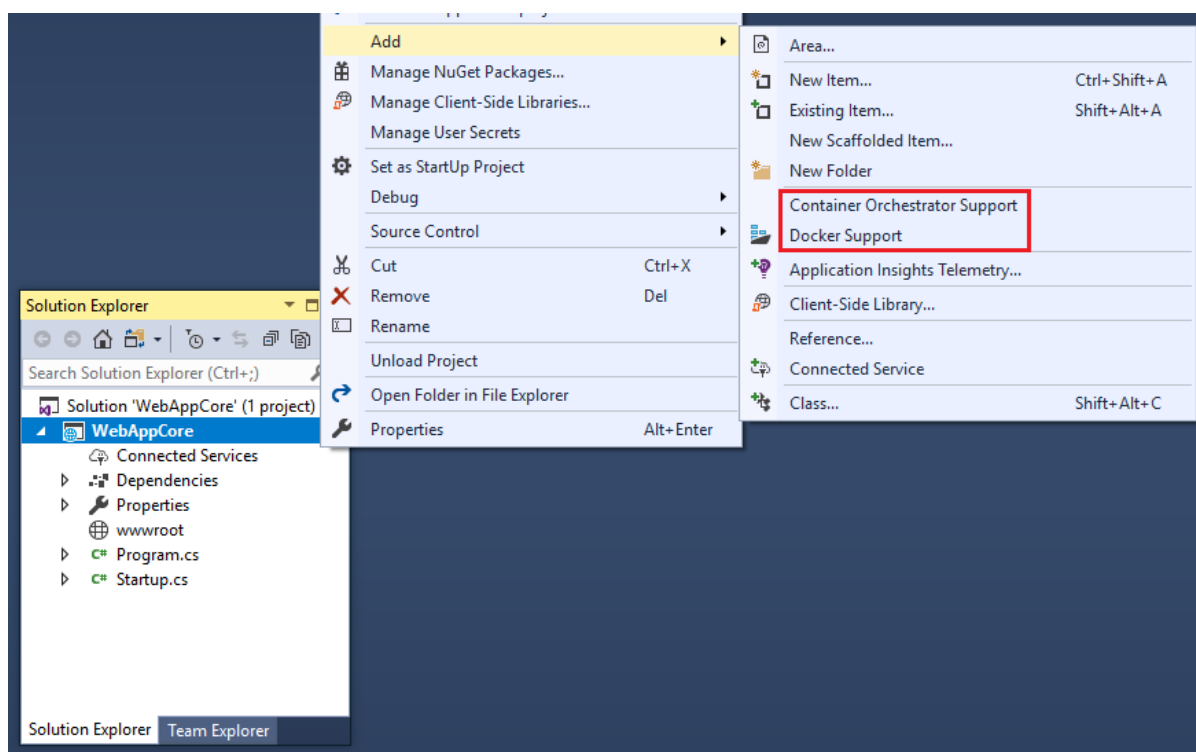 Add
Manage NuGet Packages...
Manage Client-Side Libraries...
Manage User Secrets
Set as StartUp Project
Debug
Source Control
Cut Ctrl+X
Remove Del
Rename
Unload Project
Open Folder in File Explorer
Properties Alt+Enter
Area...
New Item... Ctrl+Shift+A
Existing Item... Shift+Alt+A
New Scaffolded Item...
New Folder
Container Orchestrator Support
Docker Support
Application Insights Telemetry...
Client-Side Library...
Reference...
Connected Service
Class... Shift+Alt+C
Solution Explorer
Search Solution Explorer (Ctrl+;)
Solution 'WebAppCore' (1 project)
WebAppCore
Connected Services
Dependencies
Properties
wwwroot
C# Program.cs
C# Startup.cs
Solution Explorer Team Explorer